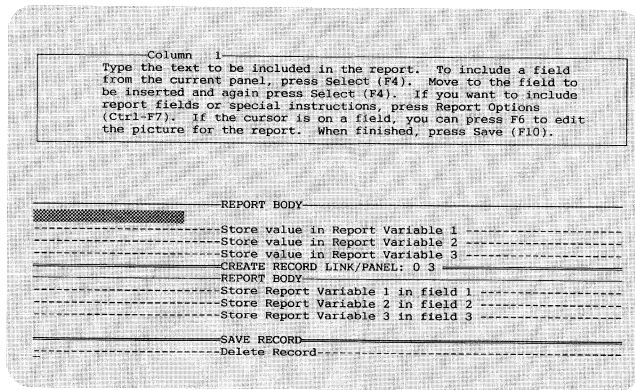 Column 1
Type the text to be included in the report. To include a field
from the current panel, press Select (F4). Move to the field to
be inserted and again press Select (F4). If you want to include
report fields or special instructions, press Report Options
(Ctrl-F7). If the cursor is on a field, you can press F6 to edit
the picture for the report. When finished, press Save (F10).
REPORT BODY
Store value in Report Variable 1
Store value in Report Variable 2
Store value in Report Variable 3
CREATE RECORD LINK/PANEL: 0 3
REPORT BODY
Store Report Variable 1 in field 1
Store Report Variable 2 in field 2
Store Report Variable 3 in field 3
SAVE RECORD
Delete Record